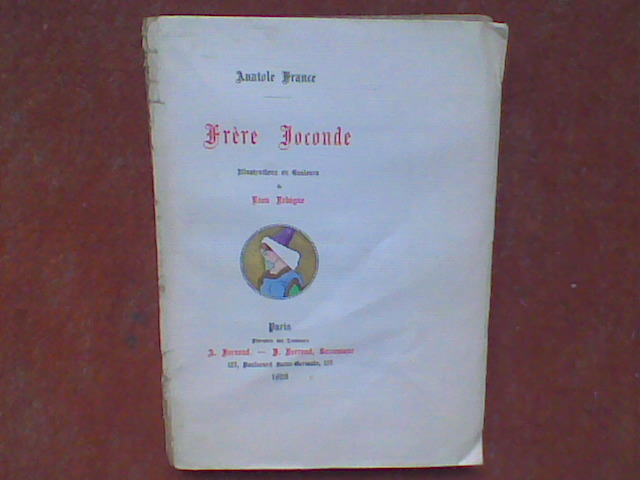 Anatole France
Frère Joconde
Illustrations en Couleurs
de
Léon Lebègue
Paris
Librairie des Amateurs
A. Ferroud. — F. Ferroud, Successeur
127, Boulevard Saint-Germain, 127